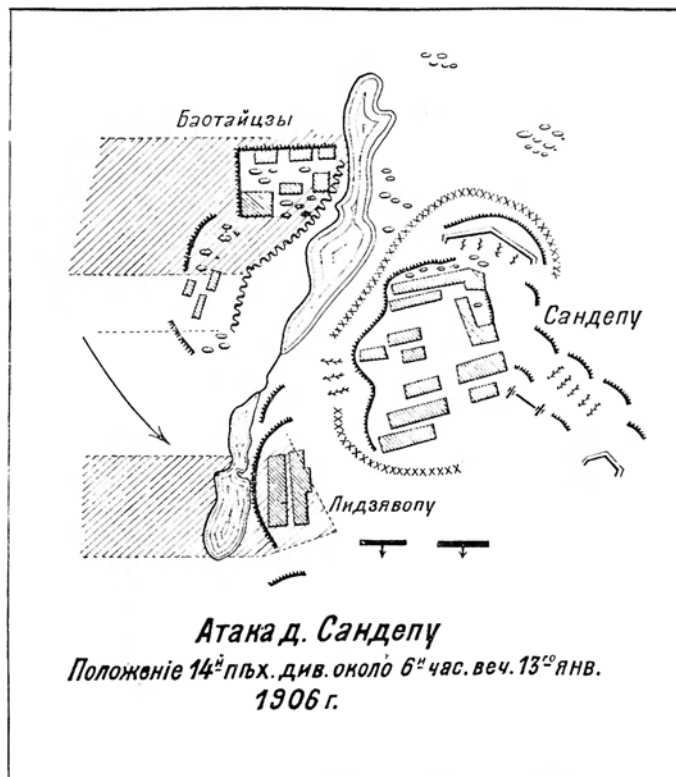 Баотайцзы
Сандепу
Лидзявопу
Атака д. Сандепу
Положеніе 14й пѣх. див. около 6и час. веч. 13го янв.
1906 г.